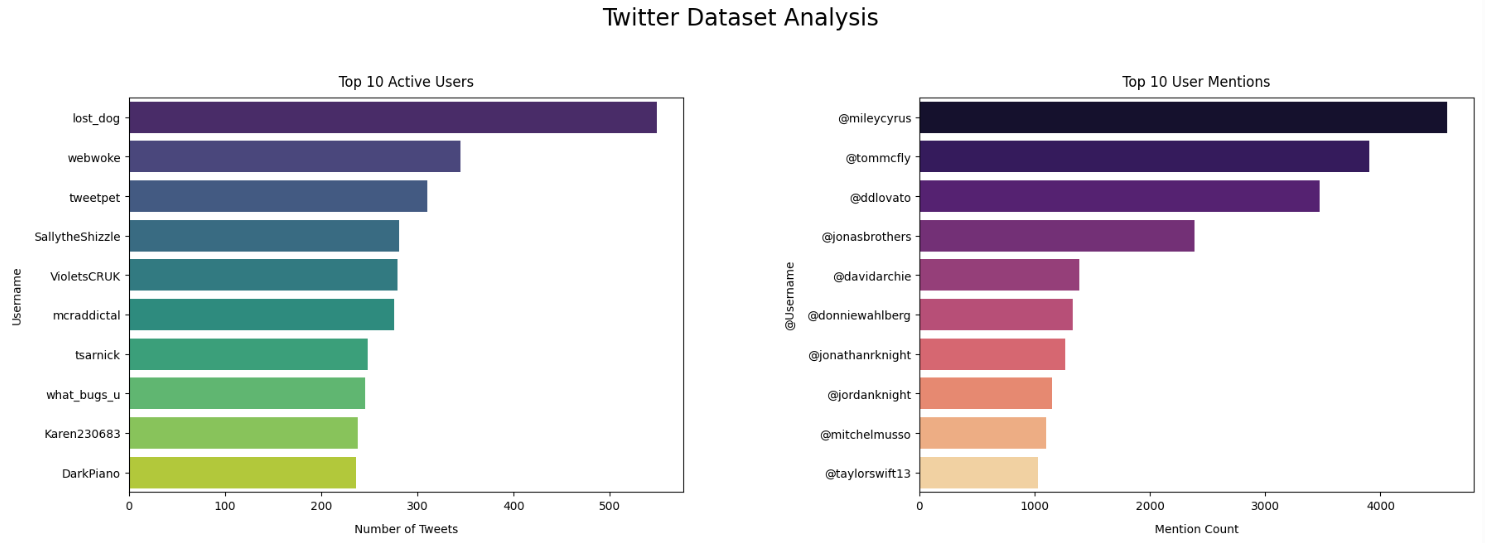 Twitter Dataset Analysis
Top 10 Active Users
Username
lost_dog
webwoke
tweetpet
SallytheShizzle
VioletsCRUK
mcraddictal
tsarnick
what_bugs_u
Karen230683
DarkPiano
0 100 200 300 400 500
Number of Tweets
Top 10 User Mentions
@Username
@mileycyrus
@tommcfly
@ddlovato
@jonasbrothers
@davidarchie
@donniewahlberg
@jonathanrknight
@jordanknight
@mitchelmusso
@taylorswift13
0 1000 2000 3000 4000
Mention Count